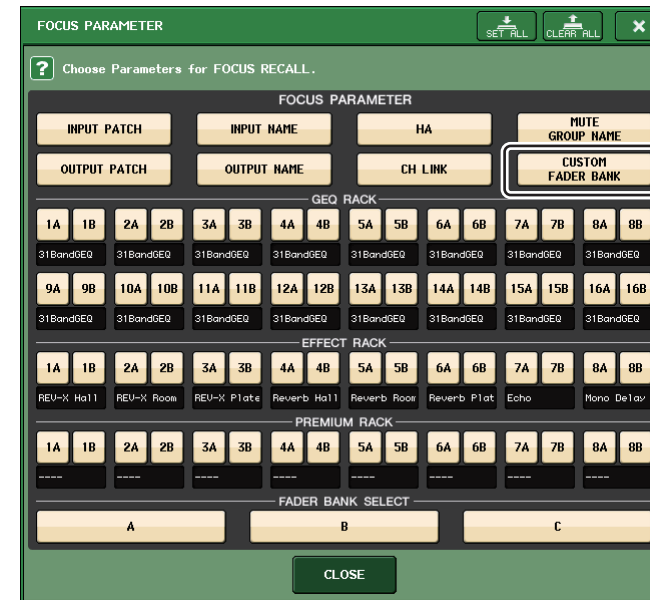 FOCUS PARAMETER
SET ALL
CLEAR ALL
×
? Choose Parameters for FOCUS RECALL.
FOCUS PARAMETER
INPUT PATCH
INPUT NAME
HA
MUTE
GROUP NAME
OUTPUT PATCH
OUTPUT NAME
CH LINK
CUSTOM
FADER BANK
GEQ RACK
1A 1B 2A 2B 3A 3B 4A 4B 5A 5B 6A 6B 7A 7B 8A 8B
31BandGEQ 31BandGEQ 31BandGEQ 31BandGEQ 31BandGEQ 31BandGEQ 31BandGEQ 31BandGEQ
9A 9B 10A 10B 11A 11B 12A 12B 13A 13B 14A 14B 15A 15B 16A 16B
31BandGEQ 31BandGEQ 31BandGEQ 31BandGEQ 31BandGEQ 31BandGEQ 31BandGEQ 31BandGEQ
EFFECT RACK
1A 1B 2A 2B 3A 3B 4A 4B 5A 5B 6A 6B 7A 7B 8A 8B
REV-X Hall REV-X Room REV-X Plate Reverb Hall Reverb Room Reverb Plat Echo Mono Delay
PREMIUM RACK
1A 1B 2A 2B 3A 3B 4A 4B 5A 5B 6A 6B 7A 7B 8A 8B
---- ---- ---- ---- ---- ---- ---- ----
FADER BANK SELECT
A B C
CLOSE